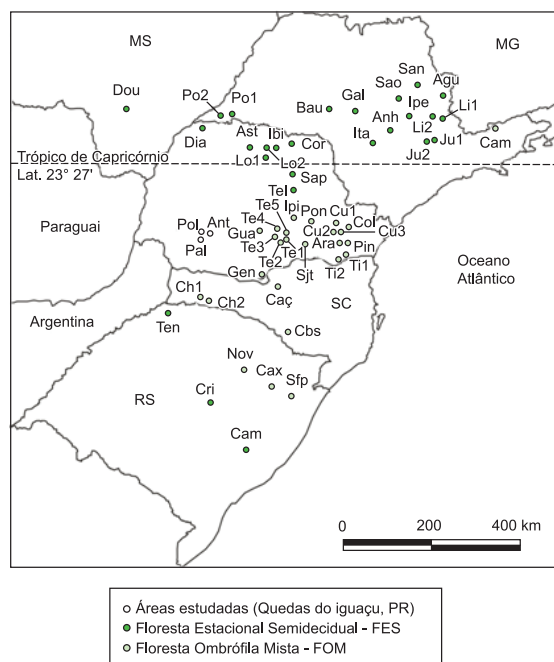 MS
MG
Dou
Po2
Po1
San
Sao
Agu
Bau
Gal
Ipe
Li1
Anh
Dia
Ast
Ibi
Cor
Ita
Li2
Ju1
Cam
Lo1
Lo2
Ju2
Trópico de Capricórnio
Lat. 23° 27'
Sap
Tel
Paraguai
Te5
Ipi
Pon
Cu1
Col
Te4
Pol
Ant
Gua
Cu2
Cu3
Pal
Te3
Te2
Te1
Ara
Pin
Sjt
Ti2
Ti1
Oceano
Atlântico
Gen
Ch1
Ch2
Caç
SC
Argentina
Ten
Cbs
Nov
Cax
Sfp
RS
Cri
Cam
0 200 400 km
Áreas estudadas (Quedas do iguaçu, PR)
Floresta Estacional Semidecidual - FES
Floresta Ombrófila Mista - FOM